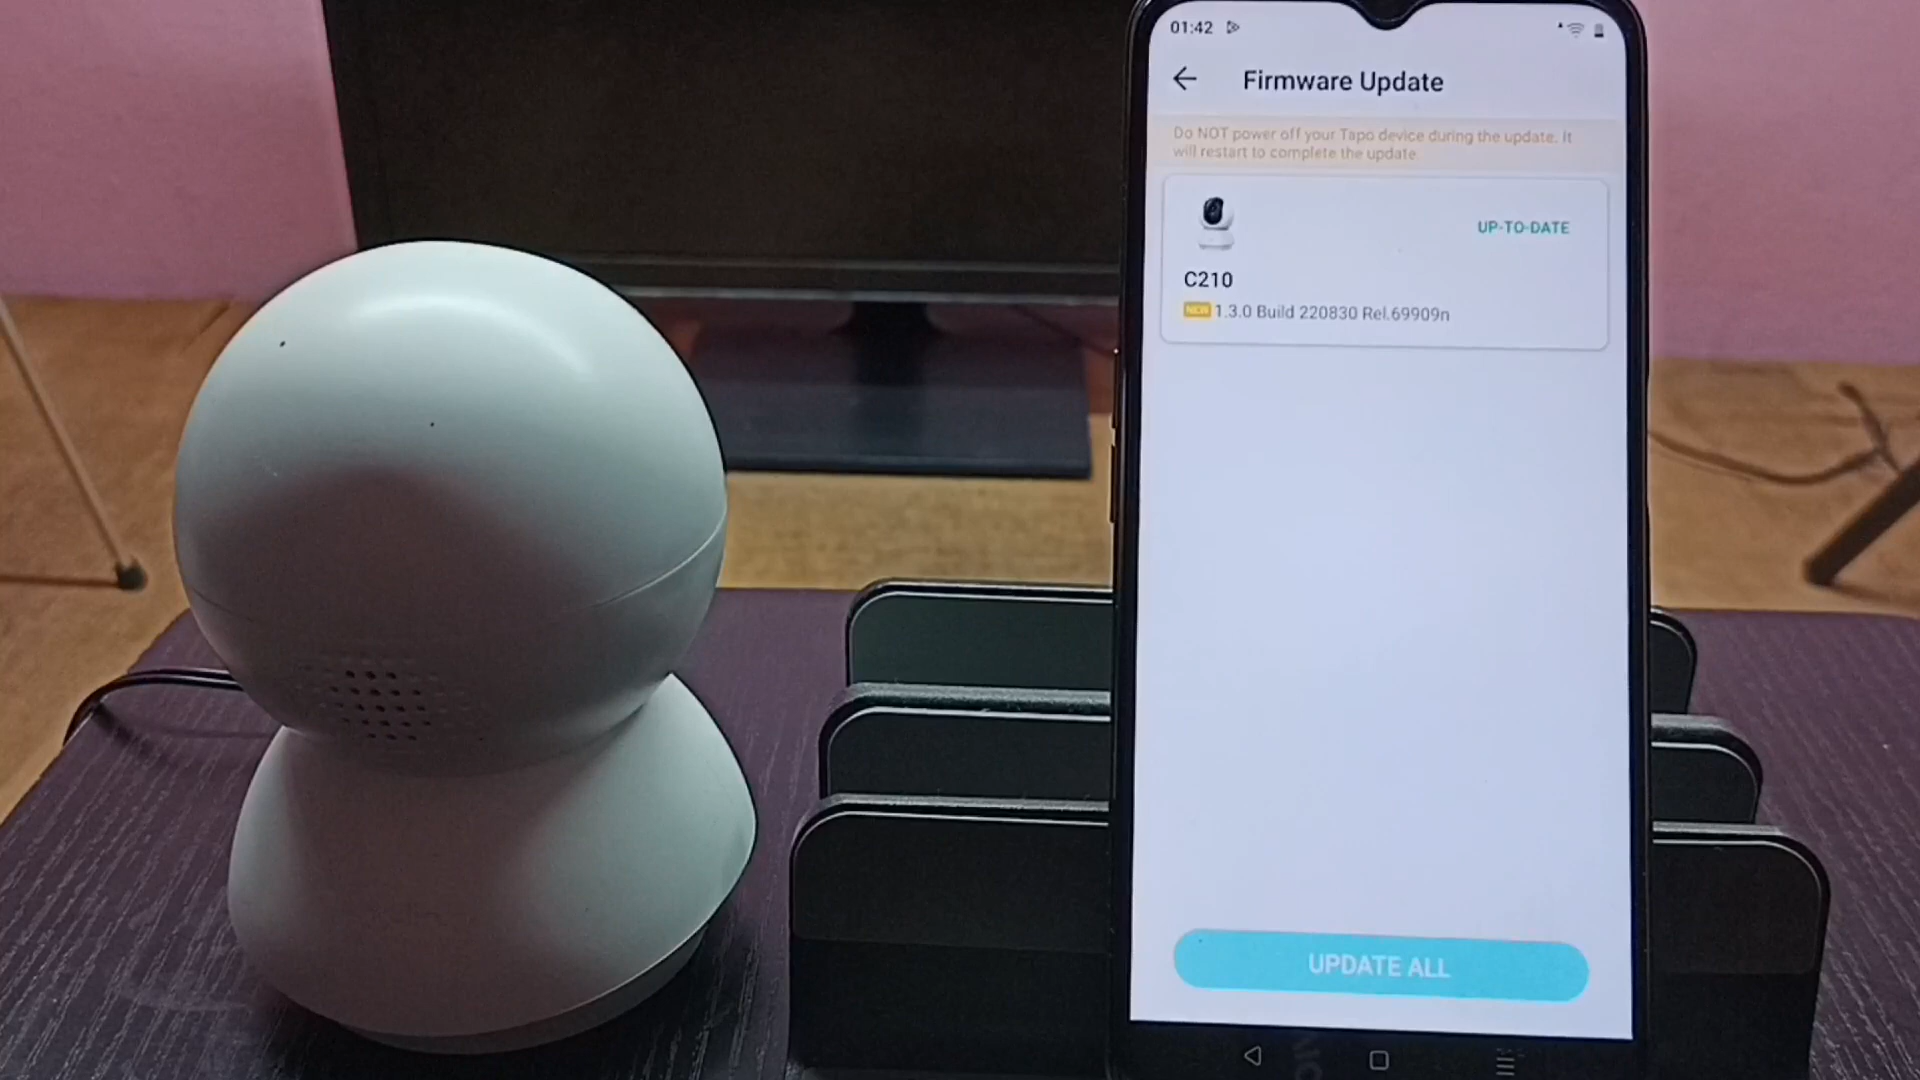 01:42
Firmware Update
Do NOT power off your Tapo device during the update. It
will restart to complete the update.
UP-TO-DATE
C210
NEW 1.3.0 Build 220830 Rel.69909n
UPDATE ALL